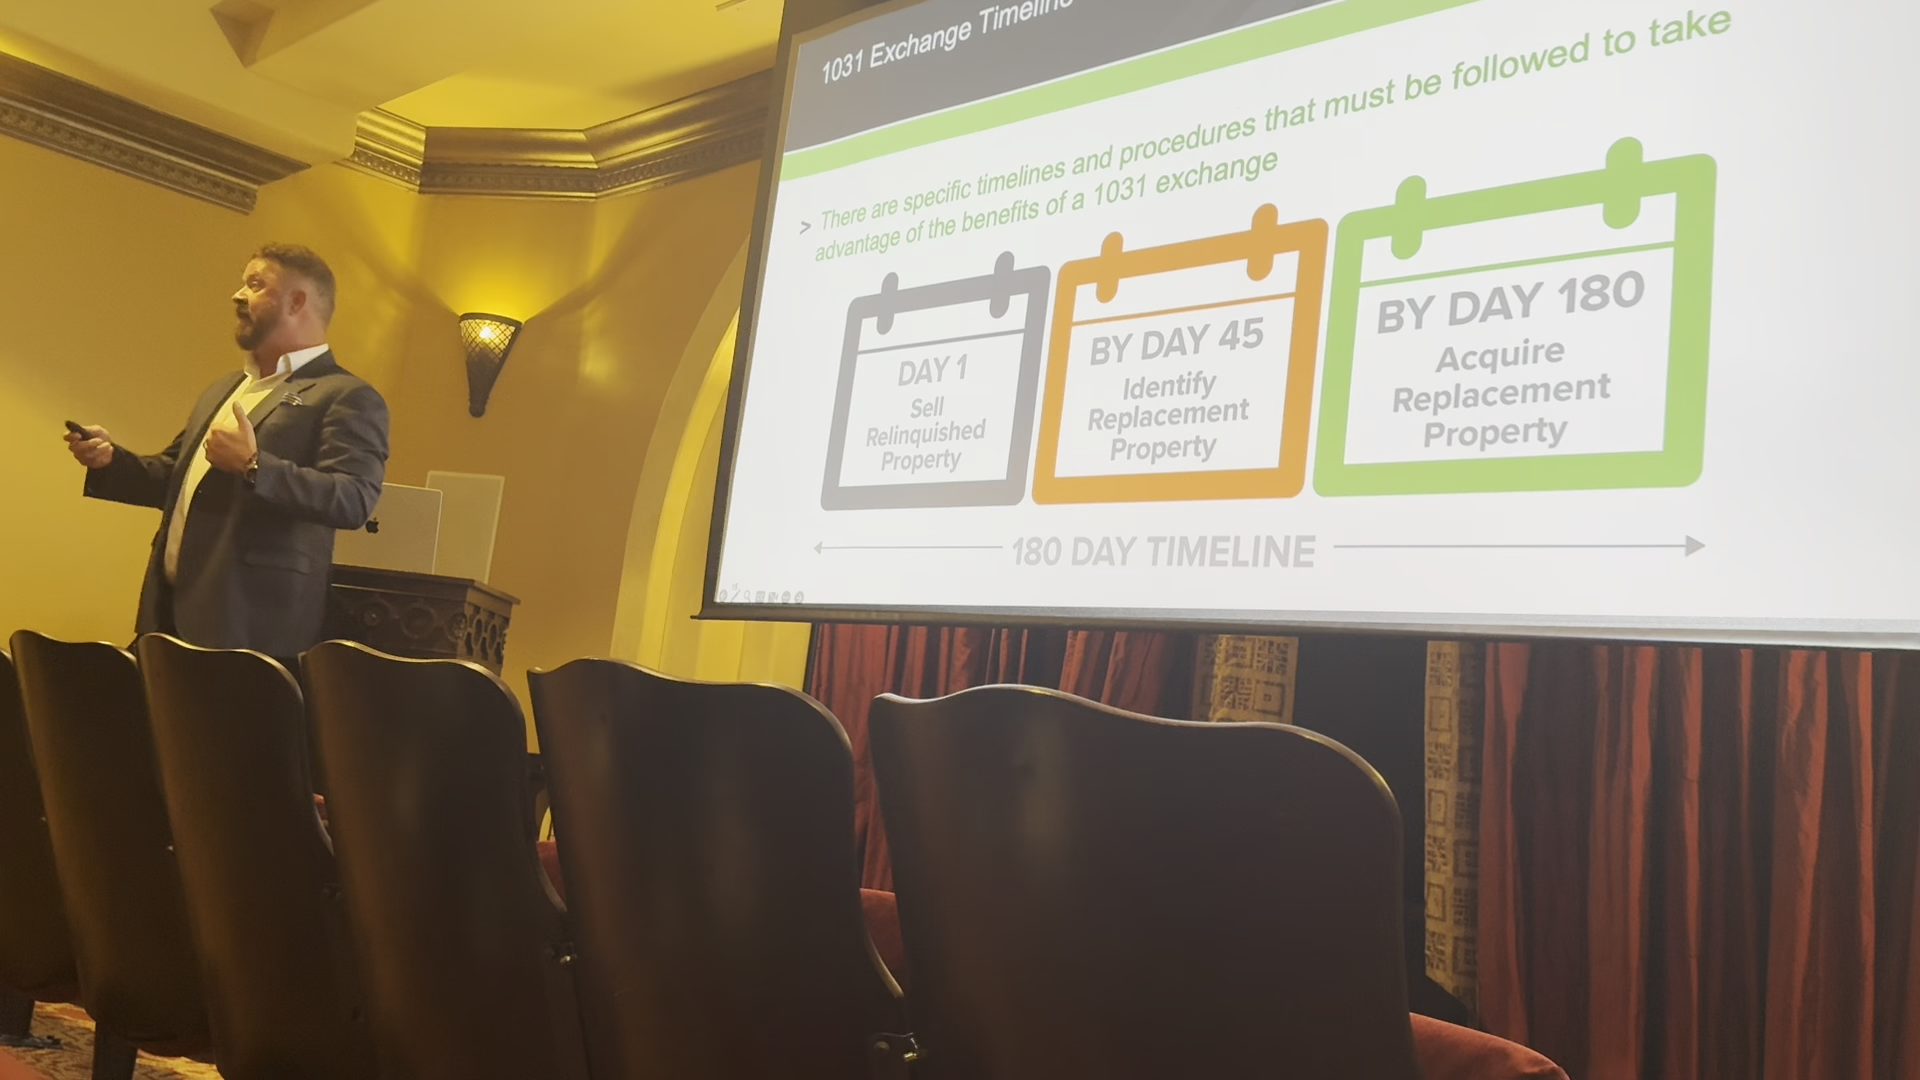 1031 Exchange Timeline
> There are specific timelines and procedures that must be followed to take
advantage of the benefits of a 1031 exchange
DAY 1
Sell
Relinquished
Property
BY DAY 45
Identify
Replacement
Property
BY DAY 180
Acquire
Replacement
Property
180 DAY TIMELINE